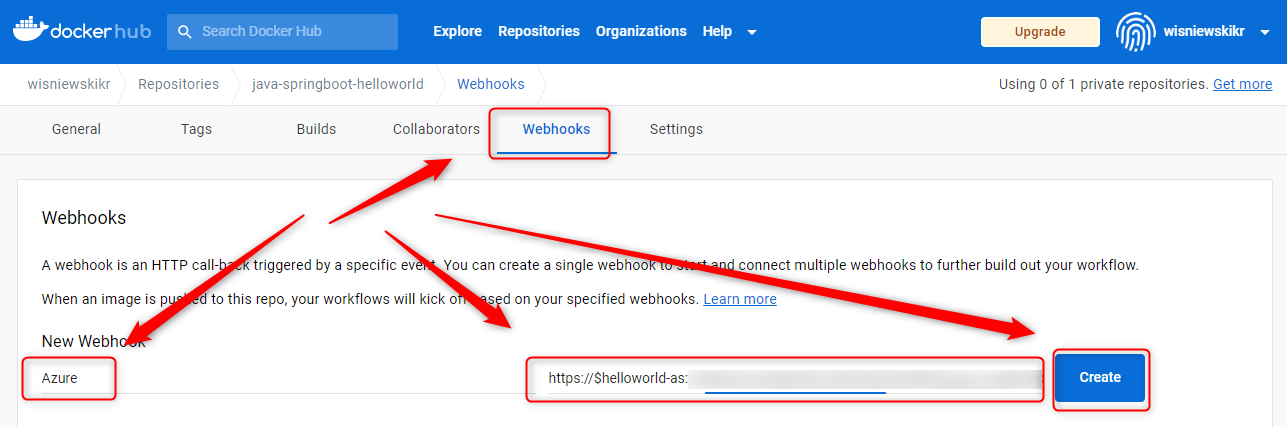 dockerhub Search Docker Hub Explore Repositories Organizations Help Upgrade wisniewskikr
wisniewskikr Repositories java-springboot-helloworld Webhooks Using 0 of 1 private repositories. Get more
General Tags Builds Collaborators Webhooks Settings
Webhooks
A webhook is an HTTP call-back triggered by a specific event. You can create a single webhook to start and connect multiple webhooks to further build out your workflow.
When an image is pushed to this repo, your workflows will kick off based on your specified webhooks. Learn more
New Webhook
Azure https://$helloworld-as: Create